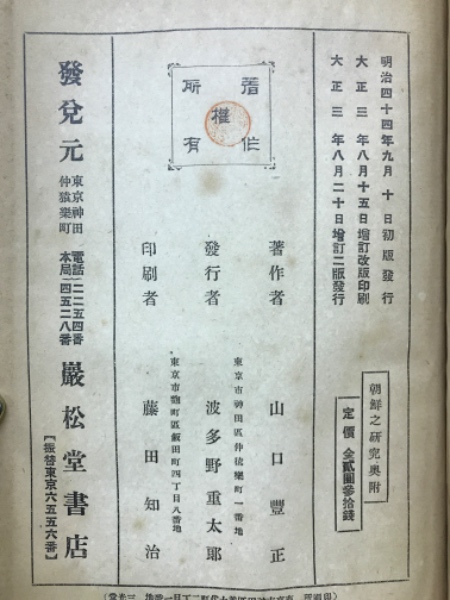 明治四十四年九月十日初版發行
大正三年八月十五日增訂改版印刷
大正三年八月二十日增訂二版發行
朝鮮之研究奧附
定價金貳圓參拾錢
著作權所有
著作者 山口豐正
東京市神田區仲猿樂町一番地
發行者 波多野重太郎
東京市麴町區飯田町四丁目八番地
印刷者 藤田知治
發兌元
東京神田
仲猿樂町
電話
二二五四番
本局
四五二八番
巖松堂書店
【振替東京六五五六番】